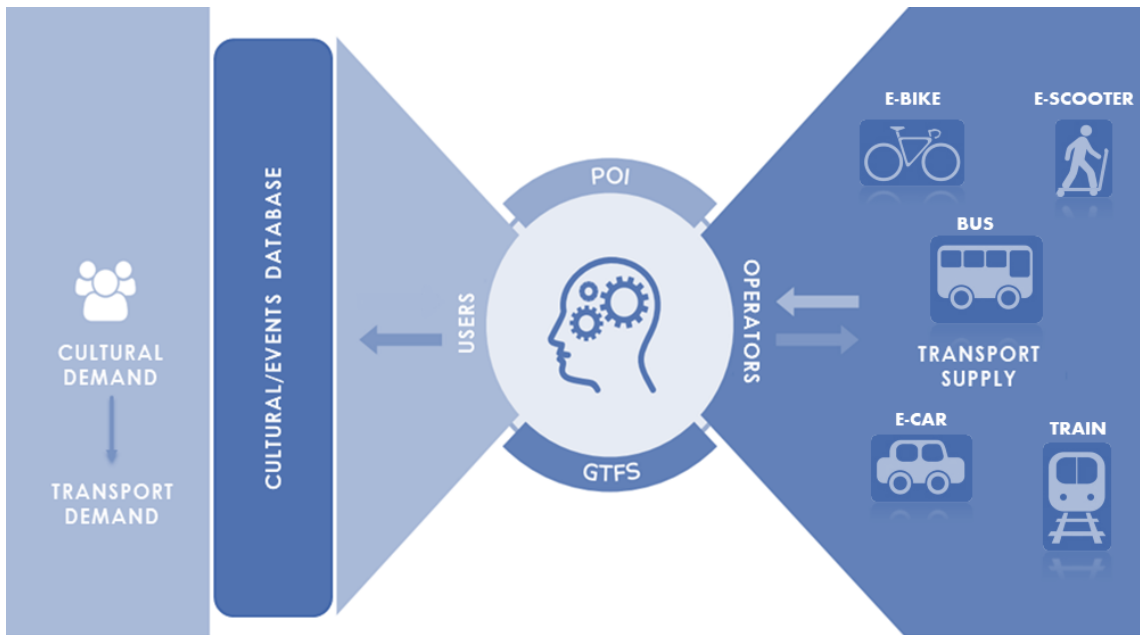 CULTURAL
DEMAND
TRANSPORT
DEMAND
CULTURAL/EVENTS DATABASE
USERS
POI
GTFS
OPERATORS
E-BIKE
E-SCOOTER
BUS
TRANSPORT
SUPPLY
E-CAR
TRAIN